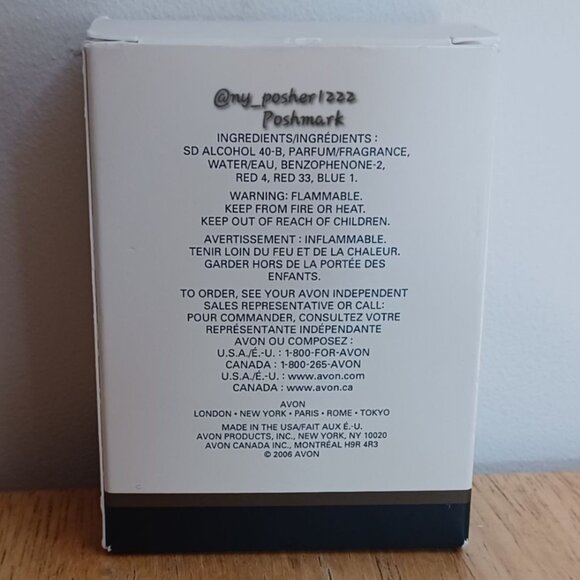 @ny_posher1222
Poshmark
INGREDIENTS/INGRÉDIENTS :
SD ALCOHOL 40-B, PARFUM/FRAGRANCE,
WATER/EAU, BENZOPHENONE-2,
RED 4, RED 33, BLUE 1.
WARNING: FLAMMABLE.
KEEP FROM FIRE OR HEAT.
KEEP OUT OF REACH OF CHILDREN.
AVERTISSEMENT : INFLAMMABLE.
TENIR LOIN DU FEU ET DE LA CHALEUR.
GARDER HORS DE LA PORTÉE DES
ENFANTS.
TO ORDER, SEE YOUR AVON INDEPENDENT
SALES REPRESENTATIVE OR CALL:
POUR COMMANDER, CONSULTEZ VOTRE
REPRÉSENTANTE INDÉPENDANTE
AVON OU COMPOSEZ :
U.S.A./É.-U. : 1-800-FOR-AVON
CANADA : 1-800-265-AVON
U.S.A./É.-U. : www.avon.com
CANADA : www.avon.ca
AVON
LONDON • NEW YORK • PARIS • ROME • TOKYO
MADE IN THE USA/FAIT AUX É.-U.
AVON PRODUCTS, INC., NEW YORK, NY 10020
AVON CANADA INC., MONTRÉAL H9R 4R3
© 2006 AVON